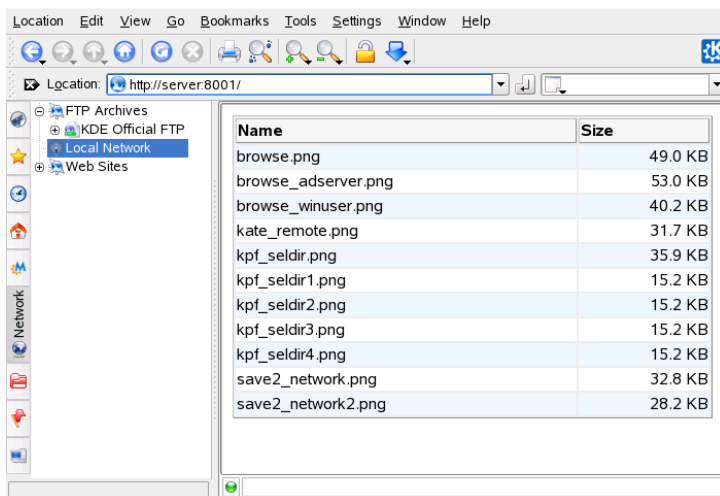 Location Edit View Go Bookmarks Tools Settings Window Help
Location: http://server:8001/
FTP Archives
KDE Official FTP
Local Network
Web Sites
Network
Name Size
browse.png 49.0 KB
browse_adserver.png 53.0 KB
browse_winuser.png 40.2 KB
kate_remote.png 31.7 KB
kpf_seldir.png 35.9 KB
kpf_seldir1.png 15.2 KB
kpf_seldir2.png 15.2 KB
kpf_seldir3.png 15.2 KB
kpf_seldir4.png 15.2 KB
save2_network.png 32.8 KB
save2_network2.png 28.2 KB